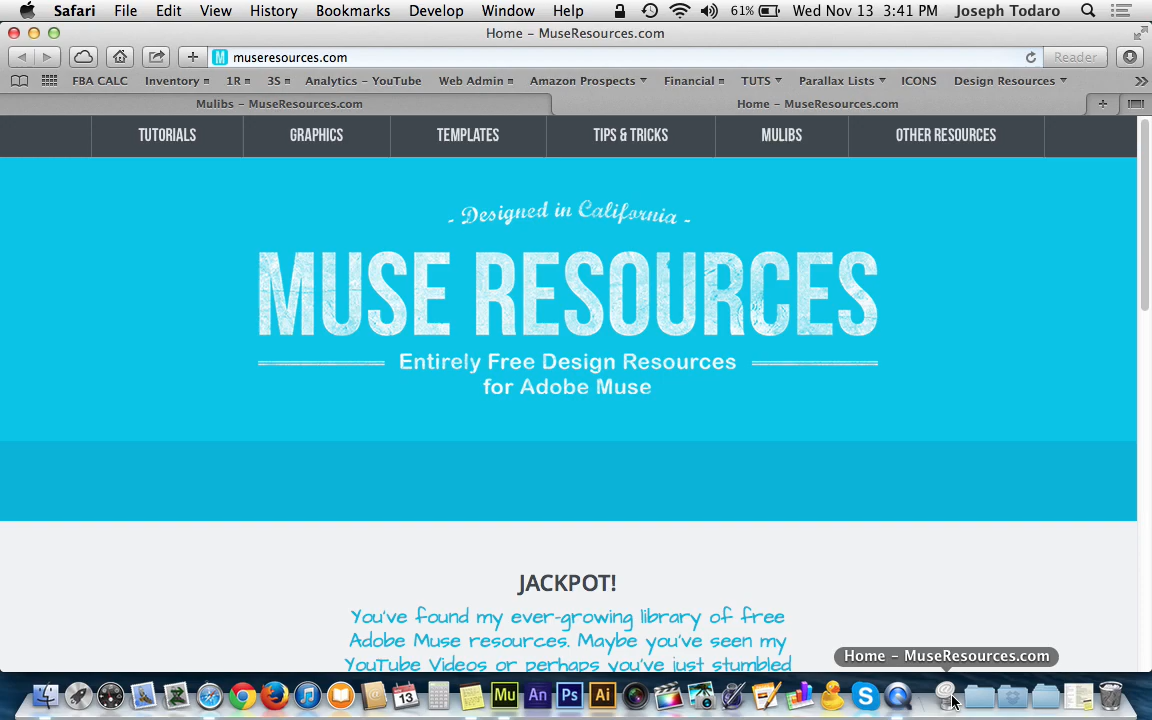 Safari File Edit View History Bookmarks Develop Window Help 61% Wed Nov 13 3:41 PM Joseph Todaro
Home – MuseResources.com
M museresources.com Reader
FBA CALC Inventory 1R 3S Analytics – YouTube Web Admin Amazon Prospects Financial TUTS Parallax Lists ICONS Design Resources
Mulibs – MuseResources.com Home – MuseResources.com
TUTORIALS GRAPHICS TEMPLATES TIPS & TRICKS MULIBS OTHER RESOURCES
- Designed in California -
MUSE RESOURCES
Entirely Free Design Resources
for Adobe Muse
JACKPOT!
You've found my ever-growing library of free
Adobe Muse resources. Maybe you've seen my
YouTube Videos or perhaps you've just stumbled
Home – MuseResources.com
13 Mu An Ps Ai S @